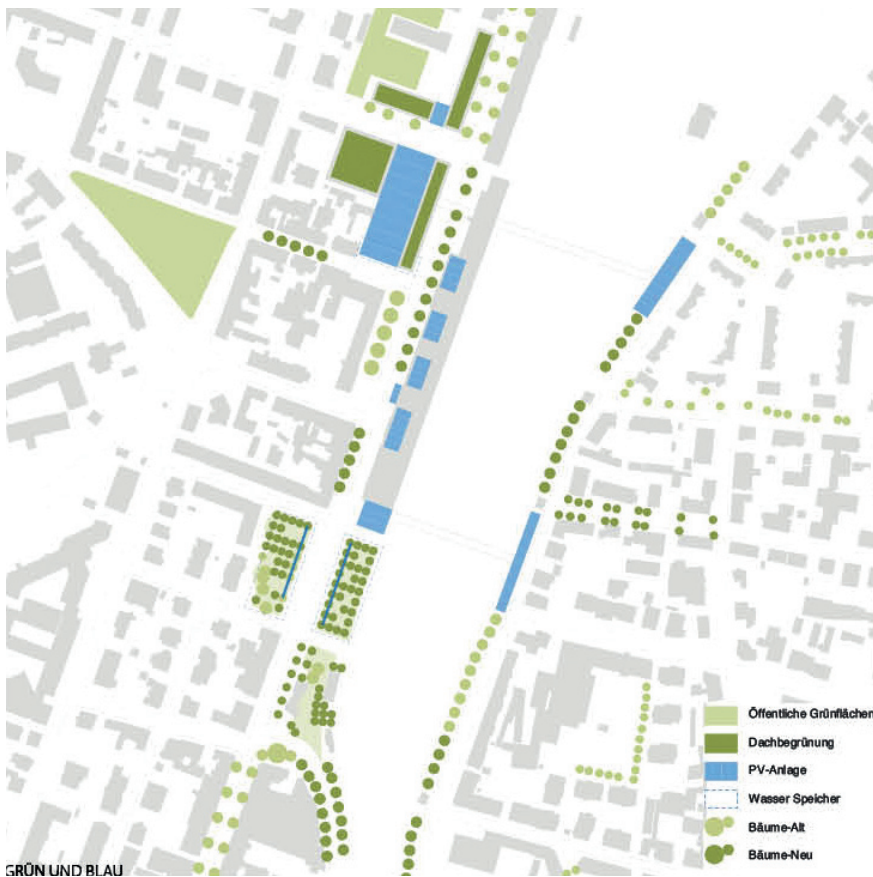 Öffentliche Grünflächen
Dachbegrünung
PV-Anlage
Wasser Speicher
Bäume-Alt
Bäume-Neu
GRÜN UND BLAU